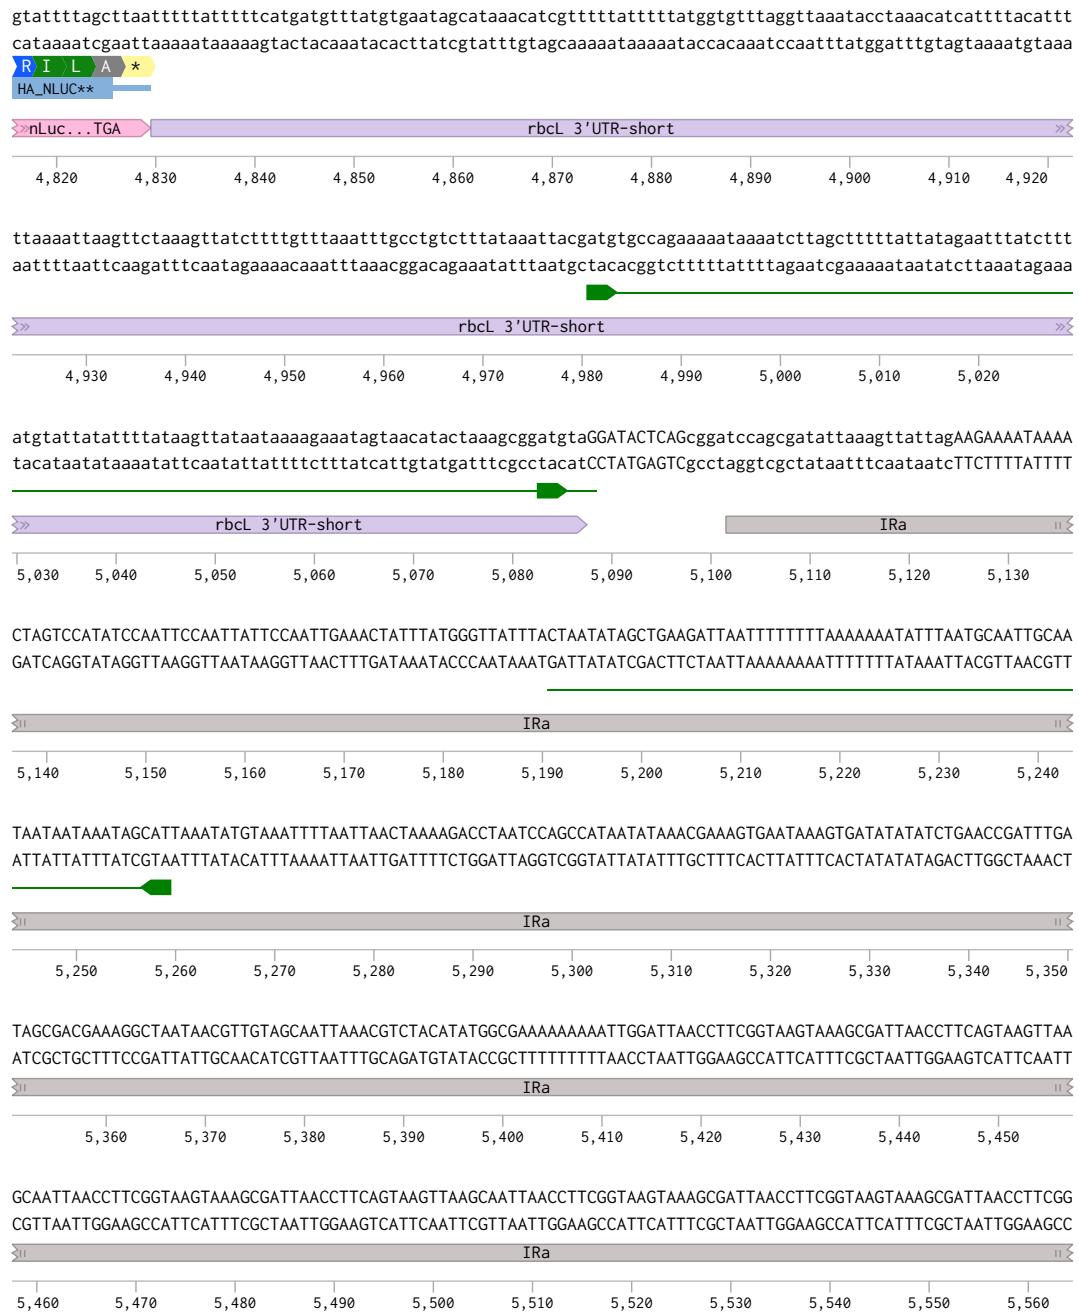 gtattttagcttaatttttatttttcatgatgtttatgtgaatagcataaacatcgtttttatttttatggtgtttaggttaaatacctaaacatcattttacattt
cataaaatcgaattaaaaataaaaagtactacaaatacacttatcgtatttgtagcaaaaataaaaataccacaaatccaatttatggatttgtagtaaaatgtaaa
R I L A *
HA_NLUC**
nLuc...TGA rbcL 3'UTR-short
4,820 4,830 4,840 4,850 4,860 4,870 4,880 4,890 4,900 4,910 4,920
ttaaaattaagttctaaagttatcttttgtttaaatttgcctgtctttataaattacgatgtgccagaaaaataaaatcttagctttttattatagaatttatcttt
aattttaattcaagatttcaatagaaaacaaatttaaacggacagaaatatttaatgctacacggtctttttattttagaatcgaaaaataatatcttaaatagaaa
rbcL 3'UTR-short
4,930 4,940 4,950 4,960 4,970 4,980 4,990 5,000 5,010 5,020
atgtattatattttataagttataataaaagaaatagtaacatactaaagcggatgtaGGATACTCAGcggatccagcgatattaaagttattagAAGAAAATAAAA
tacataatataaaatattcaatattattttctttatcattgtatgatttcgcctacatCCTATGAGTCgcctaggtcgctataatttcaataatcTTCTTTTATTTT
rbcL 3'UTR-short IRa
5,030 5,040 5,050 5,060 5,070 5,080 5,090 5,100 5,110 5,120 5,130
CTAGTCCATATCCAATTCCAATTATTCCAATTGAAACTATTTATGGGTTATTTACTAATATAGCTGAAGATTAATTTTTTTTTAAAAAAATATTTAATGCAATTGCAA
GATCAGGTATAGGTTAAGGTTAATAAGGTTAACTTTGATAAATACCCAATAAATGATTATATCGACTTCTAATTAAAAAAAAATTTTTTTATAAATTACGTTAACGTT
IRa
5,140 5,150 5,160 5,170 5,180 5,190 5,200 5,210 5,220 5,230 5,240
TAATAATAAATAGCATTAAATATGTAAATTTTAATTAACTAAAAGACCTAATCCAGCCATAATATAAACGAAAGTGAATAAAGTGATATATATCTGAACCGATTTGA
ATTATTATTTATCGTAATTTATACATTTAAAATTAATTGATTTTCTGGATTAGGTCGGTATTATATTTGCTTTCACTTATTTCACTATATATAGACTTGGCTAAACT
IRa
5,250 5,260 5,270 5,280 5,290 5,300 5,310 5,320 5,330 5,340 5,350
TAGCGACGAAAGGCTAATAACGTTGTAGCAATTAAACGTCTACATATGGCGAAAAAAAAATTGGATTAACCTTCGGTAAGTAAAGCGATTAACCTTCAGTAAGTTAA
ATCGCTGCTTTCCGATTATTGCAACATCGTTAATTTGCAGATGTATACCGCTTTTTTTTTAACCTAATTGGAAGCCATTCATTTCGCTAATTGGAAGTCATTCAATT
IRa
5,360 5,370 5,380 5,390 5,400 5,410 5,420 5,430 5,440 5,450
GCAATTAACCTTCGGTAAGTAAAGCGATTAACCTTCAGTAAGTTAAGCAATTAACCTTCGGTAAGTAAAGCGATTAACCTTCGGTAAGTAAAGCGATTAACCTTCGG
CGTTAATTGGAAGCCATTCATTTCGCTAATTGGAAGTCATTCAATTCGTTAATTGGAAGCCATTCATTTCGCTAATTGGAAGCCATTCATTTCGCTAATTGGAAGCC
IRa
5,460 5,470 5,480 5,490 5,500 5,510 5,520 5,530 5,540 5,550 5,560